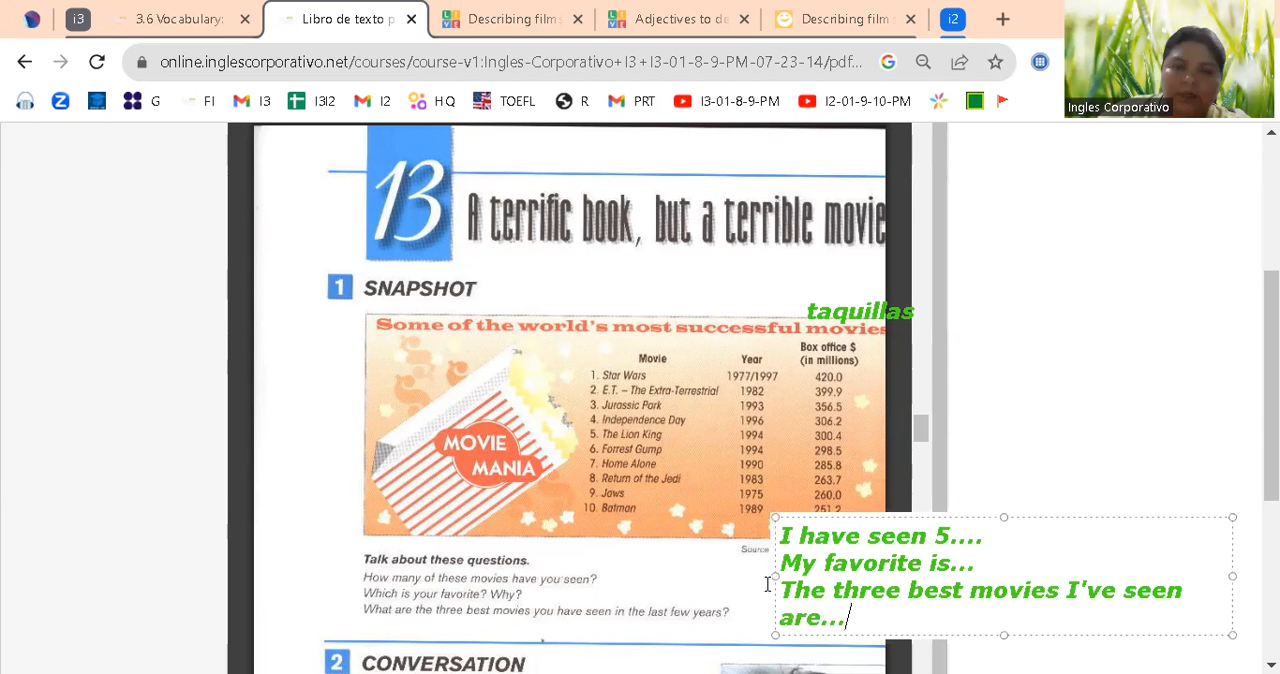 i3
3.6 Vocabulary:
Libro de texto p
Describing film
Adjectives to de
Describing film
i2
online.inglescorporativo.net/courses/course-v1:Ingles-Corporativo+I3+I3-01-8-9-PM-07-23-14/pdf...
G
FI
I3
I3I2
I2
HQ
TOEFL
R
PRT
I3-01-8-9-PM
I2-01-9-10-PM
Ingles Corporativo
13
A terrific book, but a terrible movie
1 SNAPSHOT
taquillas
Some of the world's most successful movies
Movie Year Box office $ (in millions)
1. Star Wars 1977/1997 420.0
2. E.T. – The Extra-Terrestrial 1982 399.9
3. Jurassic Park 1993 356.5
4. Independence Day 1996 306.2
5. The Lion King 1994 300.4
6. Forrest Gump 1994 298.5
7. Home Alone 1990 285.8
8. Return of the Jedi 1983 263.7
9. Jaws 1975 260.0
10. Batman 1989 251.2
MOVIE
MANIA
Source
I have seen 5....
My favorite is...
The three best movies I've seen
are...
Talk about these questions.
How many of these movies have you seen?
Which is your favorite? Why?
What are the three best movies you have seen in the last few years?
2 CONVERSATION